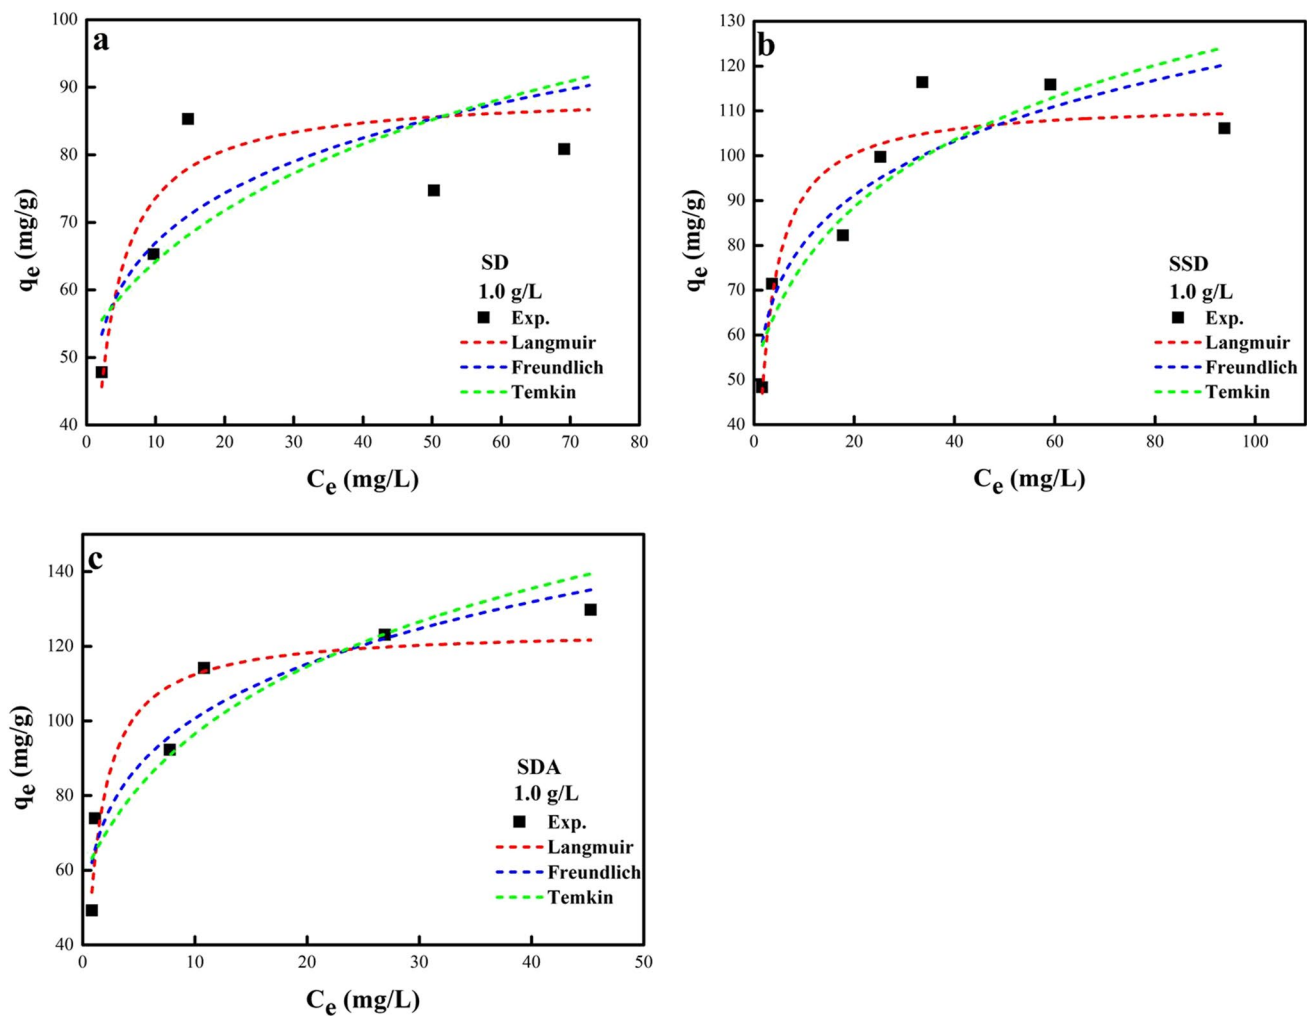 a
100
90
80
70
60
50
40
qe (mg/g)
SD
1.0 g/L
Exp.
Langmuir
Freundlich
Temkin
0 10 20 30 40 50 60 70 80
Ce (mg/L)
b
130
120
110
100
90
80
70
60
50
40
qe (mg/g)
SSD
1.0 g/L
Exp.
Langmuir
Freundlich
Temkin
0 20 40 60 80 100
Ce (mg/L)
c
140
120
100
80
60
40
qe (mg/g)
SDA
1.0 g/L
Exp.
Langmuir
Freundlich
Temkin
0 10 20 30 40 50
Ce (mg/L)